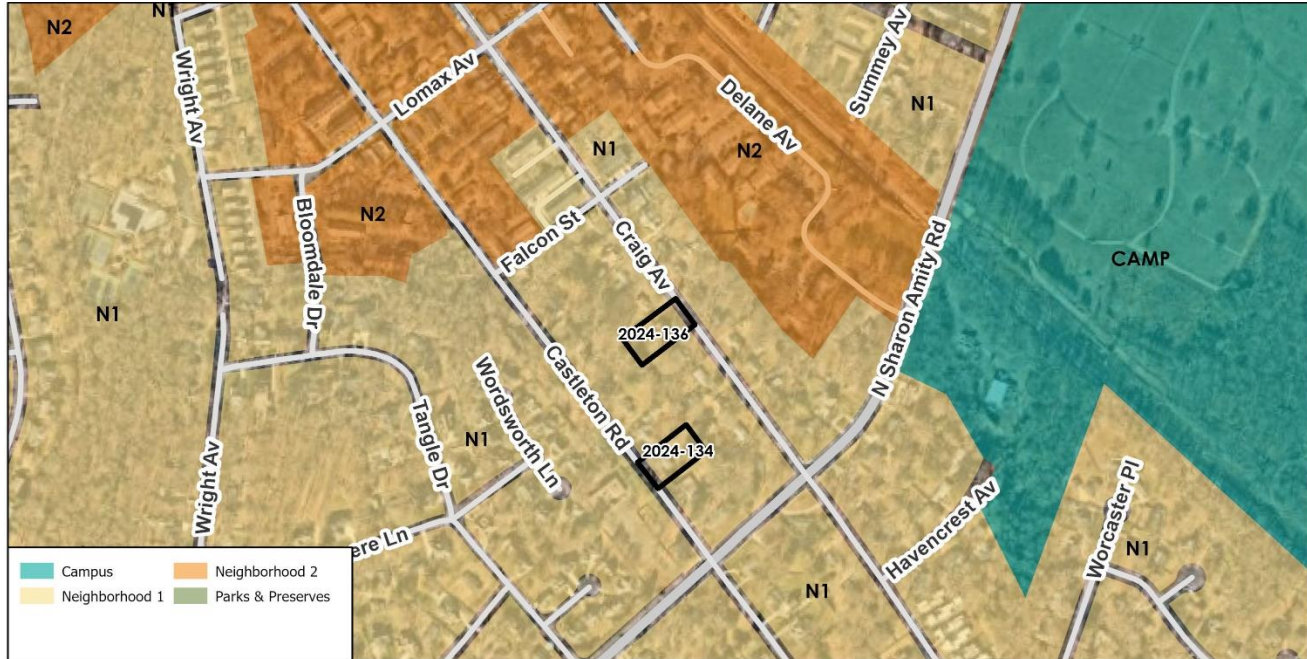 N1
N2
Wright Av
Lomax Av
Summey Av
N1
Delane Av
N1
N2
Bloomdale Dr
N2
Falcon St
Craig Av
N Sharon Amity Rd
CAMP
N1
2024-136
Castleton Rd
Wordsworth Ln
Tangle Dr
N1
2024-134
Wright Av
ere Ln
Havencrest Av
Worcaster Pl
N1
N1
Campus
Neighborhood 2
Neighborhood 1
Parks & Preserves